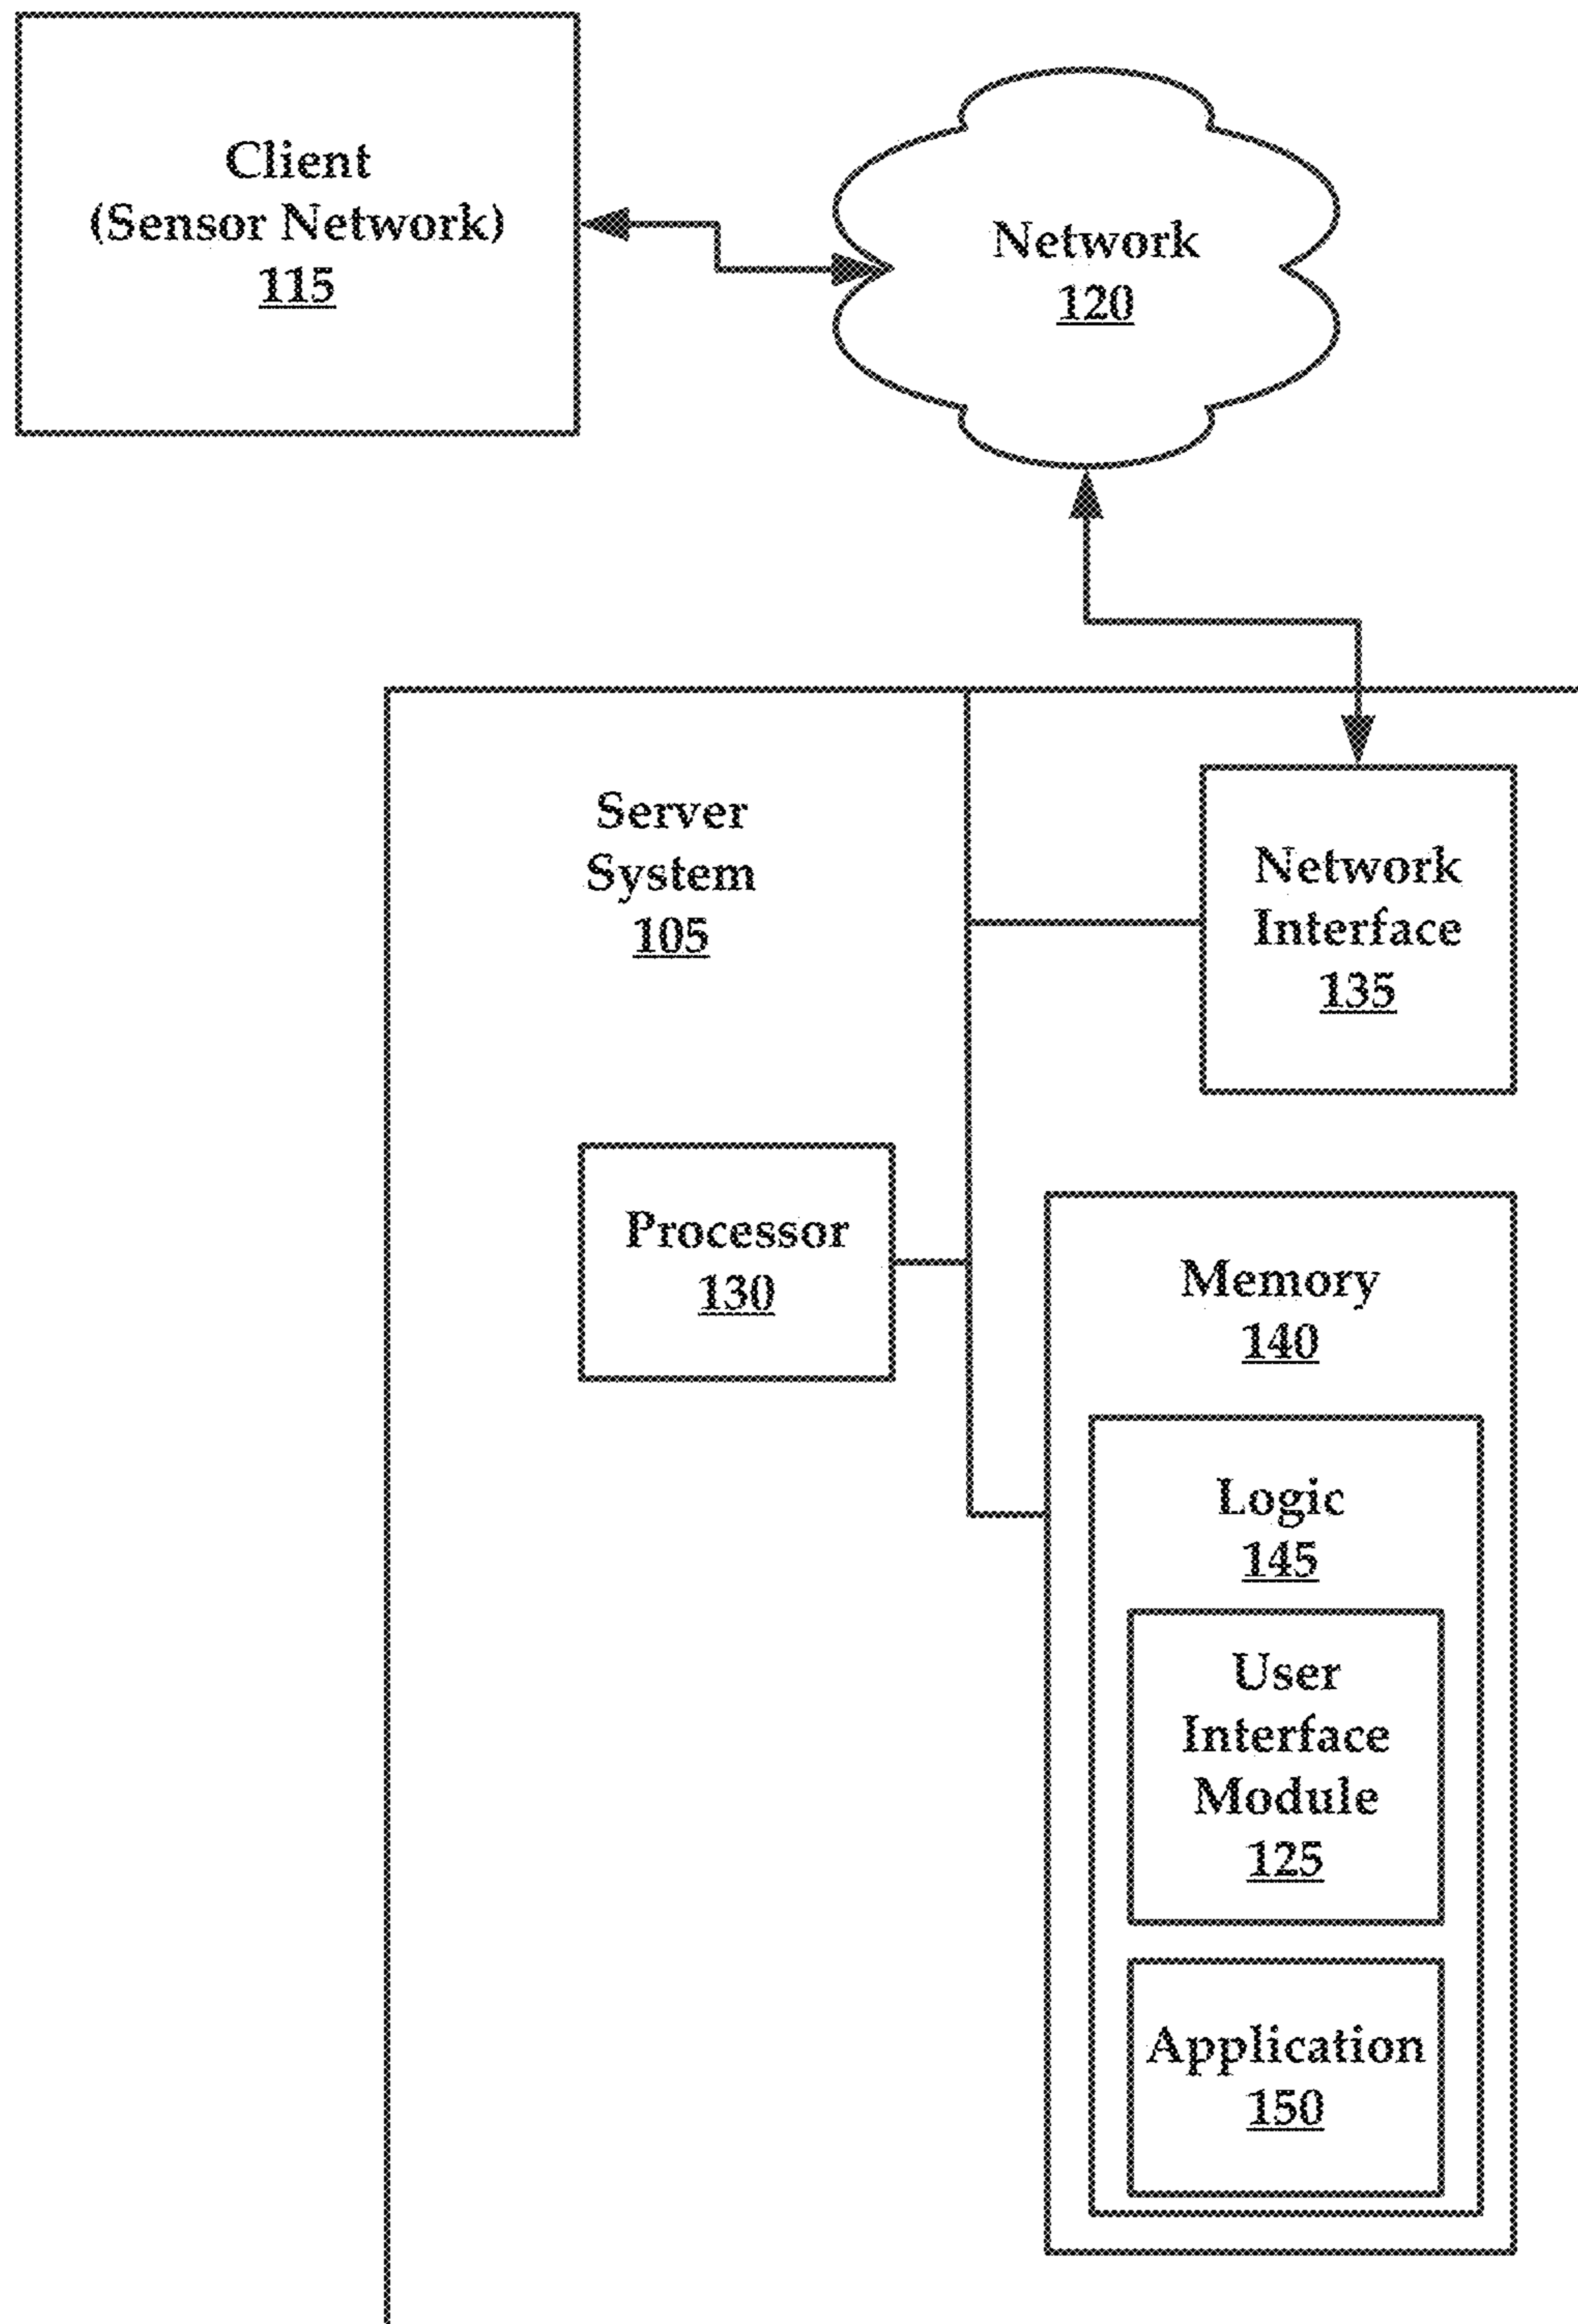 Client
(Sensor Network)
115
Network
120
Server
System
105
Network
Interface
135
Processor
130
Memory
140
Logic
145
User
Interface
Module
125
Application
150